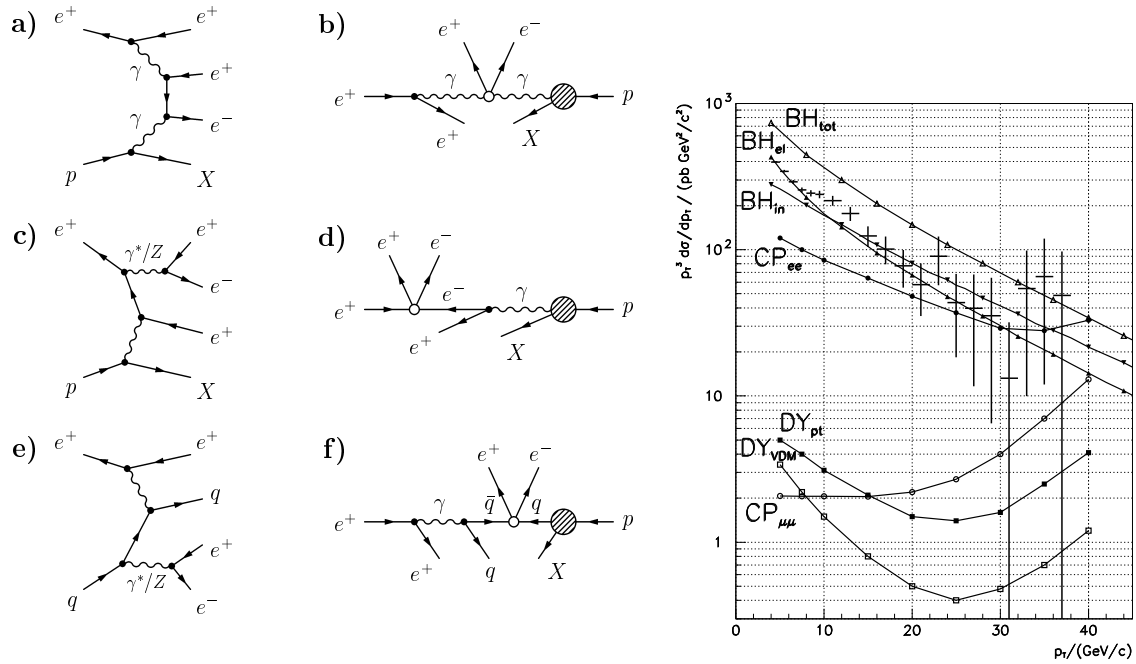 a)
e⁺
e⁺
γ
e⁺
γ
e⁻
p
X
b)
e⁺
e⁻
e⁺
γ
γ
p
e⁺
X
c)
e⁺
γ*/Z
e⁺
e⁻
e⁺
p
X
d)
e⁺
e⁻
e⁺
e⁻
γ
p
e⁺
X
e)
e⁺
e⁺
q
q
γ*/Z
e⁺
e⁻
f)
e⁺
e⁻
e⁺
γ
q̄
q
p
e⁺
q
X
p_T³ dσ/dp_T / (pb GeV²/c²)
10³
10²
10
1
BH_tot
BH_el
BH_in
CP_ee
DY_pt
DY_VDM
CP_μμ
0 10 20 30 40
p_T/(GeV/c)